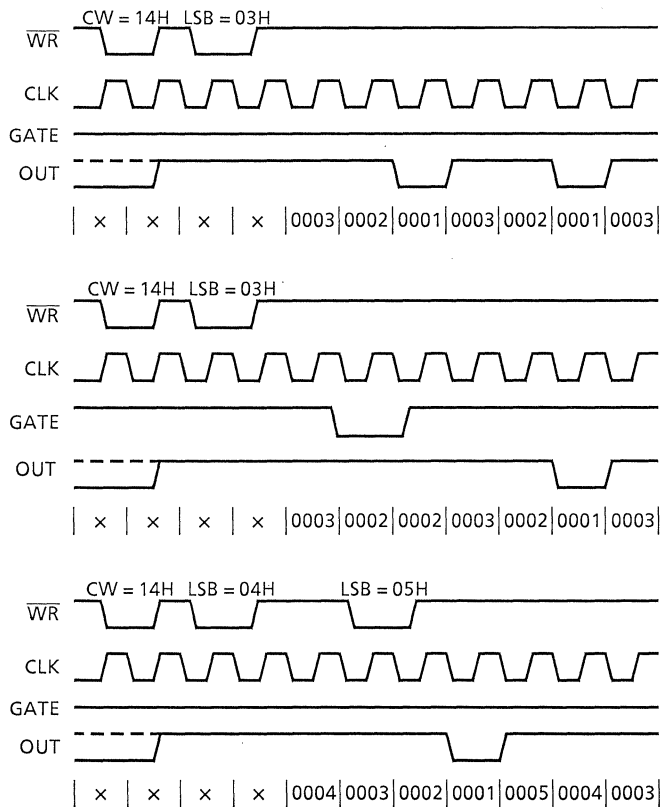 CW = 14H LSB = 03H
WR
CLK
GATE
OUT
× × × × 0003 0002 0001 0003 0002 0001 0003
CW = 14H LSB = 03H
WR
CLK
GATE
OUT
× × × × 0003 0002 0002 0003 0002 0001 0003
CW = 14H LSB = 04H LSB = 05H
WR
CLK
GATE
OUT
× × × × 0004 0003 0002 0001 0005 0004 0003